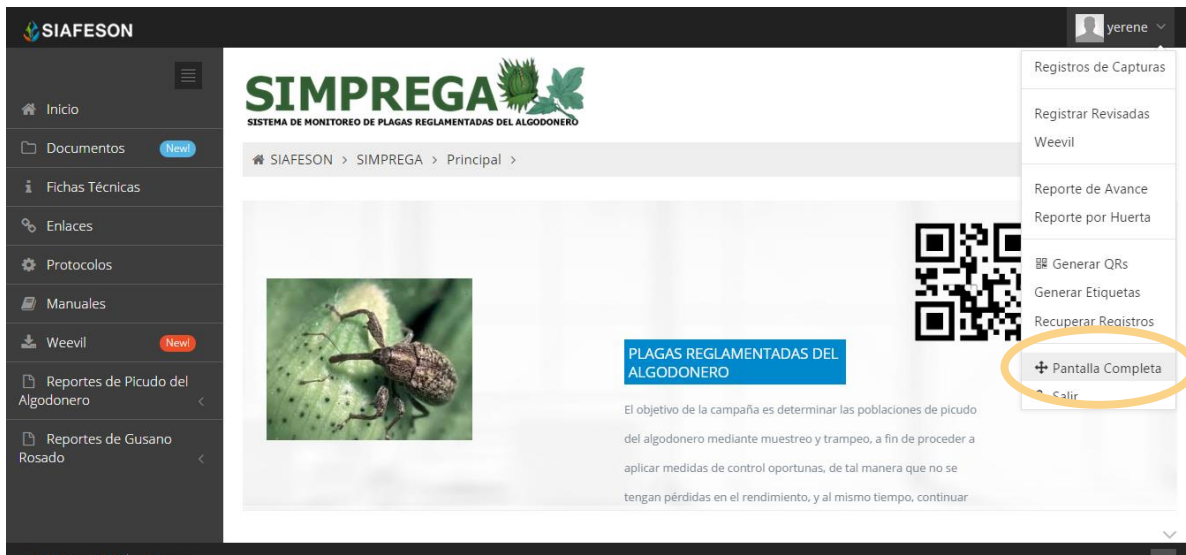 SIAFESON
yerene
Inicio
Documentos New!
Fichas Técnicas
Enlaces
Protocolos
Manuales
Weevil New!
Reportes de Picudo del
Algodonero
Reportes de Gusano
Rosado
SIMPREGA
SISTEMA DE MONITOREO DE PLAGAS REGLAMENTADAS DEL ALGODONERO
SIAFESON > SIMPREGA > Principal >
PLAGAS REGLAMENTADAS DEL
ALGODONERO
El objetivo de la campaña es determinar las poblaciones de picudo
del algodonero mediante muestreo y trampeo, a fin de proceder a
aplicar medidas de control oportunas, de tal manera que no se
tengan pérdidas en el rendimiento, y al mismo tiempo, continuar
Registros de Capturas
Registrar Revisadas
Weevil
Reporte de Avance
Reporte por Huerta
Generar QRs
Generar Etiquetas
Recuperar Registros
Pantalla Completa
Salir